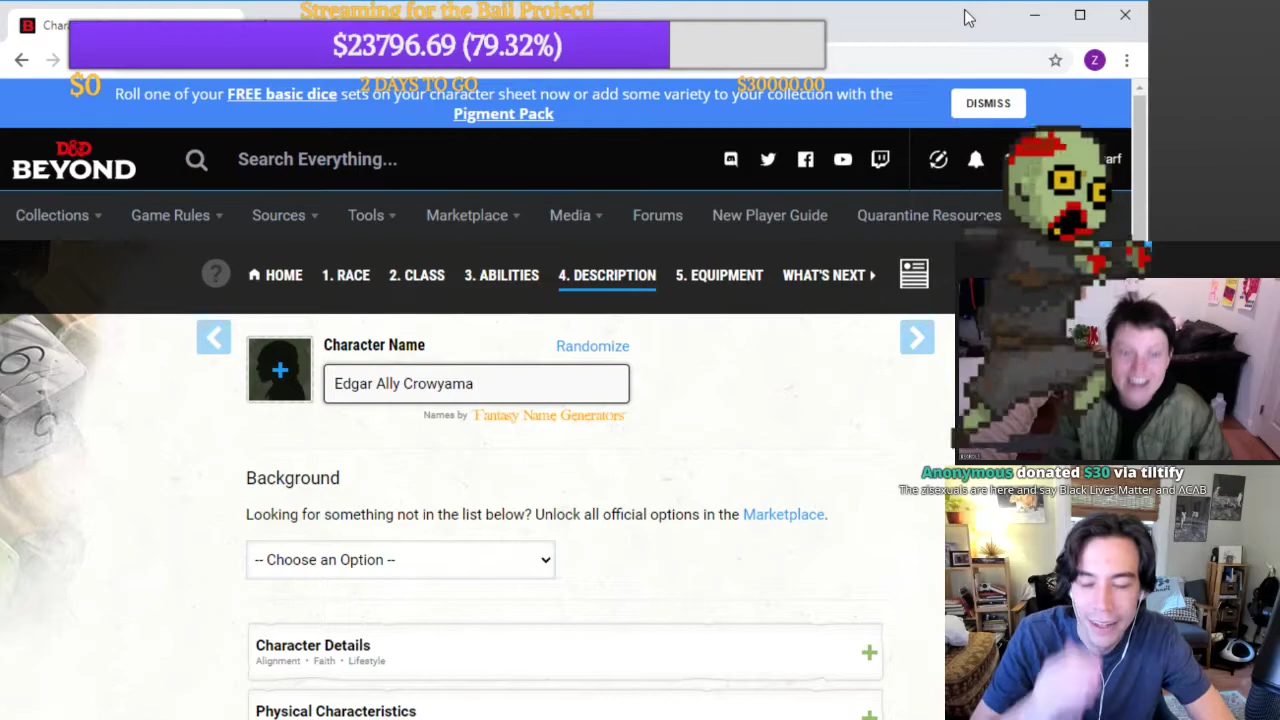 Streaming for the Bail Project!
Char
$23796.69 (79.32%)
$0
2 DAYS TO GO
$30000.00
Z
Roll one of your FREE basic dice sets on your character sheet now or add some variety to your collection with the
Pigment Pack
DISMISS
D&D
BEYOND
Search Everything...
arf
Collections
Game Rules
Sources
Tools
Marketplace
Media
Forums
New Player Guide
Quarantine Resources
? HOME
1. RACE
2. CLASS
3. ABILITIES
4. DESCRIPTION
5. EQUIPMENT
WHAT'S NEXT
Character Name
Randomize
Edgar Ally Crowyama
Names by Fantasy Name Generators
Background
Anonymous donated $30 via tiltify
The zisexuals are here and say Black Lives Matter and ACAB
Looking for something not in the list below? Unlock all official options in the Marketplace.
-- Choose an Option --
Character Details
Alignment • Faith • Lifestyle
Physical Characteristics